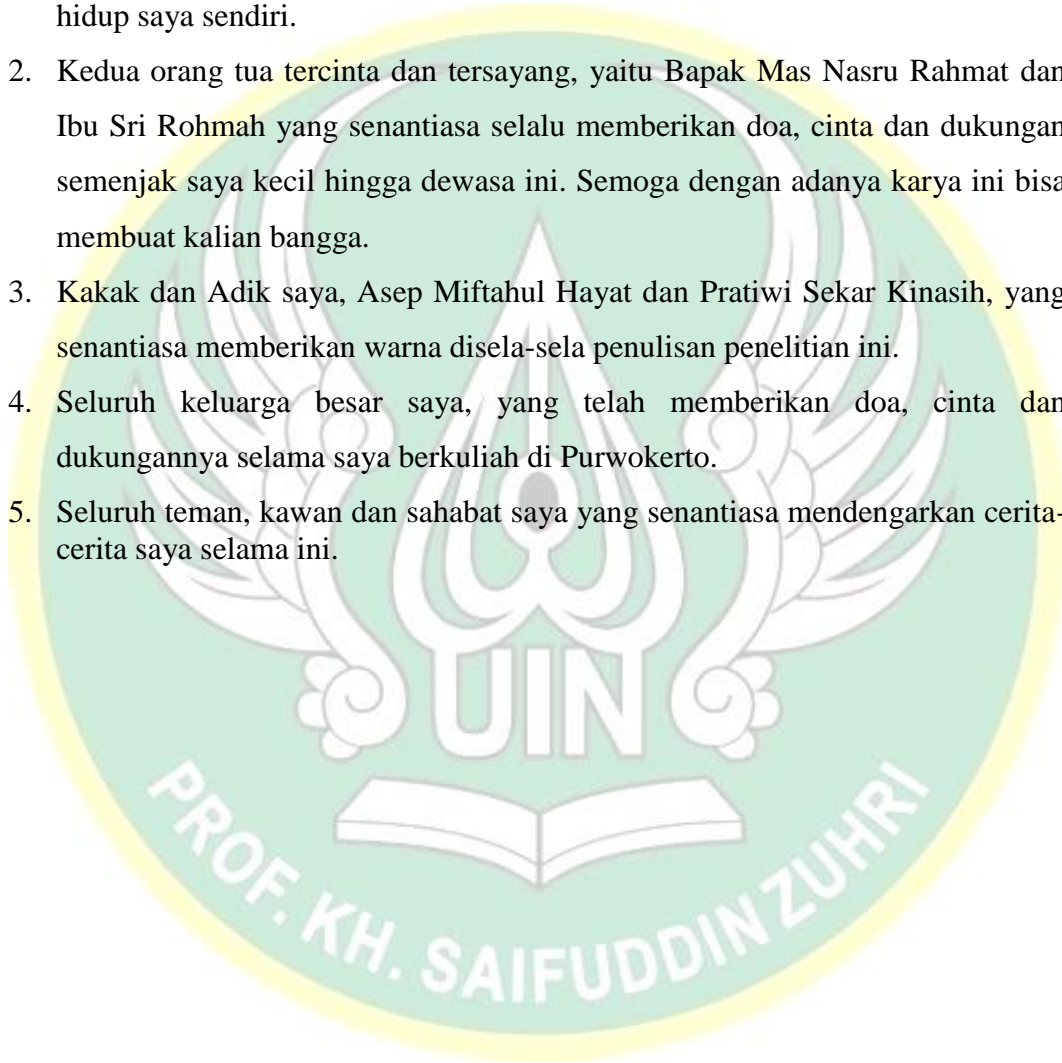 hidup saya sendiri.
2. Kedua orang tua tercinta dan tersayang, yaitu Bapak Mas Nasru Rahmat dan
Ibu Sri Rohmah yang senantiasa selalu memberikan doa, cinta dan dukungan
semenjak saya kecil hingga dewasa ini. Semoga dengan adanya karya ini bisa
membuat kalian bangga.
3. Kakak dan Adik saya, Asep Miftahul Hayat dan Pratiwi Sekar Kinasih, yang
senantiasa memberikan warna disela-sela penulisan penelitian ini.
4. Seluruh keluarga besar saya, yang telah memberikan doa, cinta dan
dukungannya selama saya berkuliah di Purwokerto.
5. Seluruh teman, kawan dan sahabat saya yang senantiasa mendengarkan cerita-
cerita saya selama ini.
UIN
PROF. KH. SAIFUDDIN ZUHRI